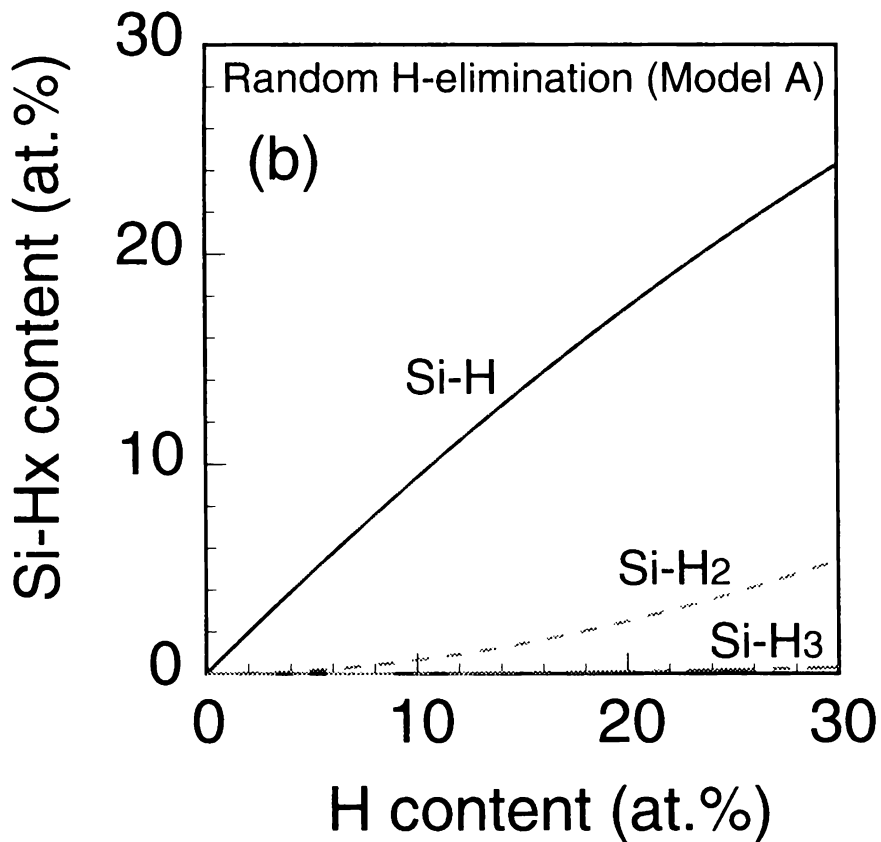 30
Random H-elimination (Model A)
(b)
20
Si-H
10
Si-H2
Si-H3
0
0 10 20 30
H content (at.%)
Si-Hx content (at.%)